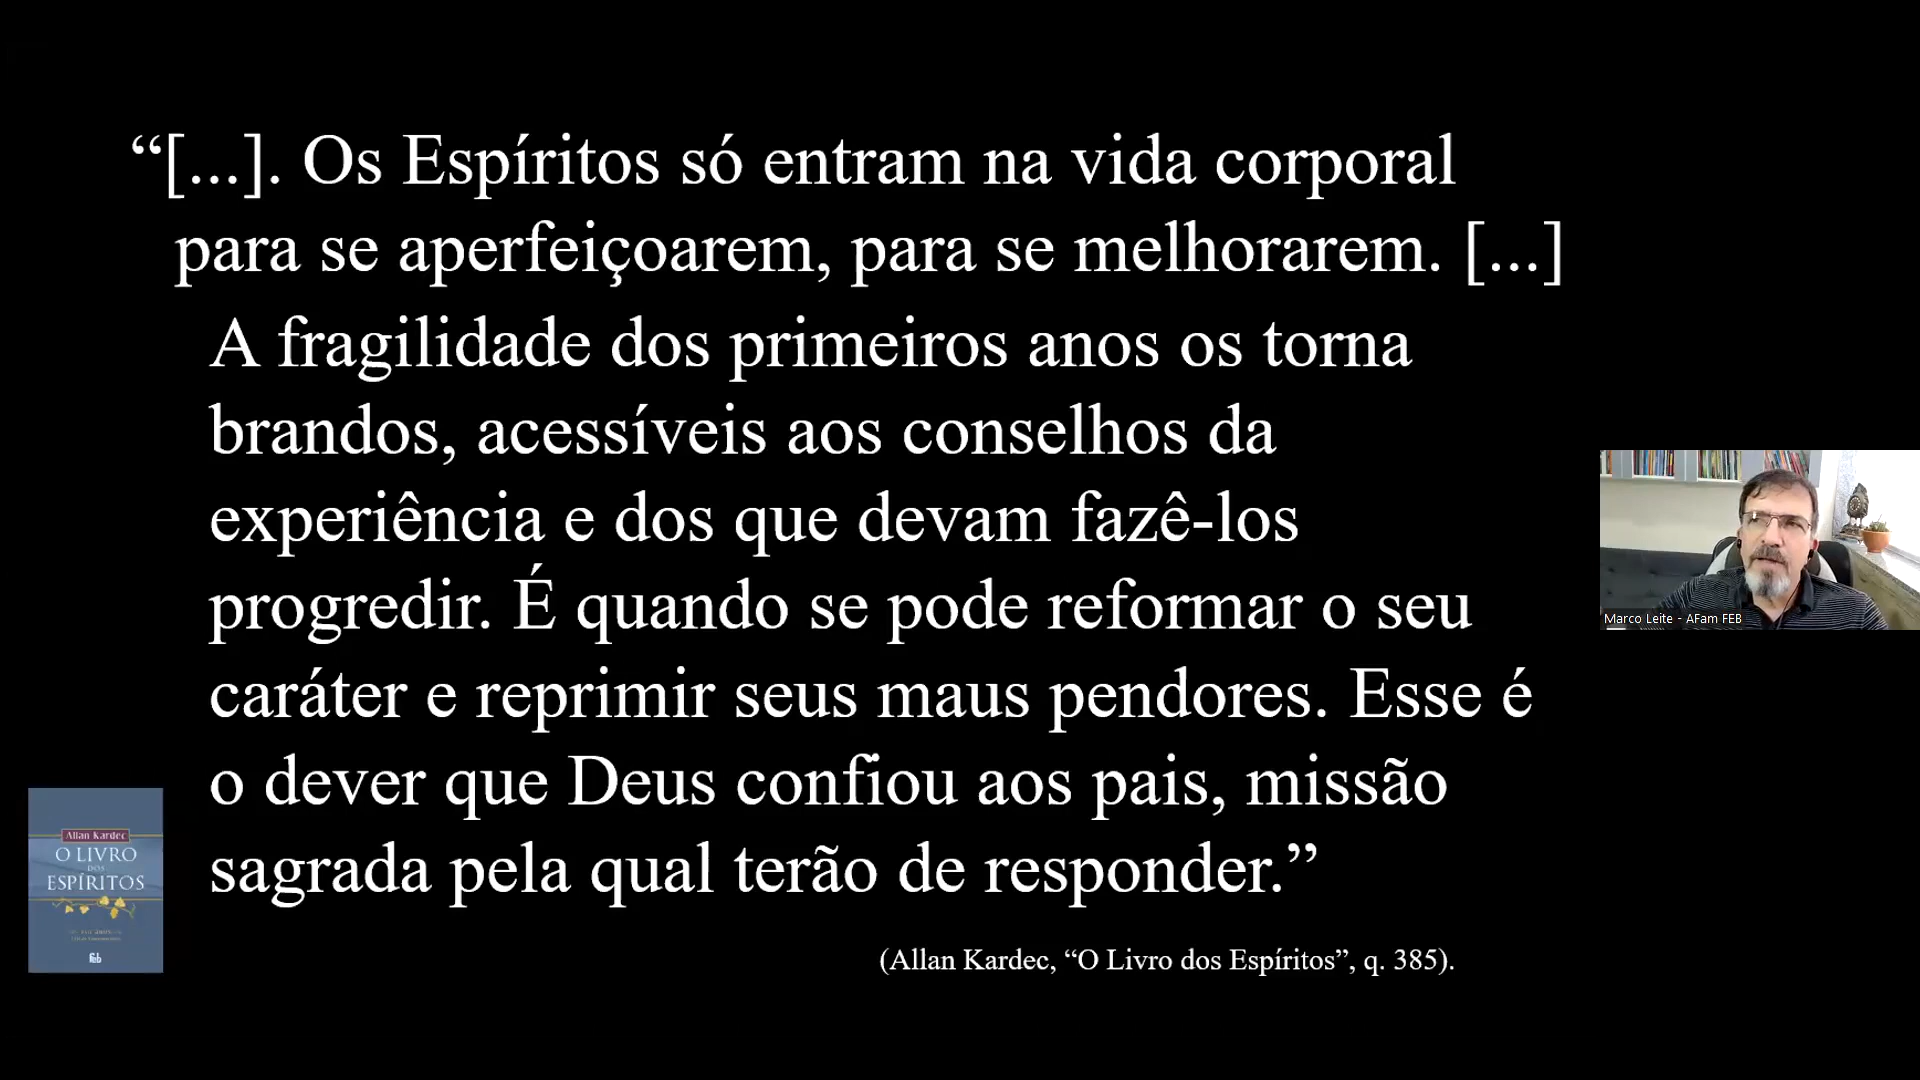 “[...]. Os Espíritos só entram na vida corporal
para se aperfeiçoarem, para se melhorarem. [...]
A fragilidade dos primeiros anos os torna
brandos, acessíveis aos conselhos da
experiência e dos que devam fazê-los
progredir. É quando se pode reformar o seu
caráter e reprimir seus maus pendores. Esse é
o dever que Deus confiou aos pais, missão
sagrada pela qual terão de responder.”
(Allan Kardec, “O Livro dos Espíritos”, q. 385).
Allan Kardec
O LIVRO
DOS
ESPÍRITOS
feb
Marco Leite - AFam FEB